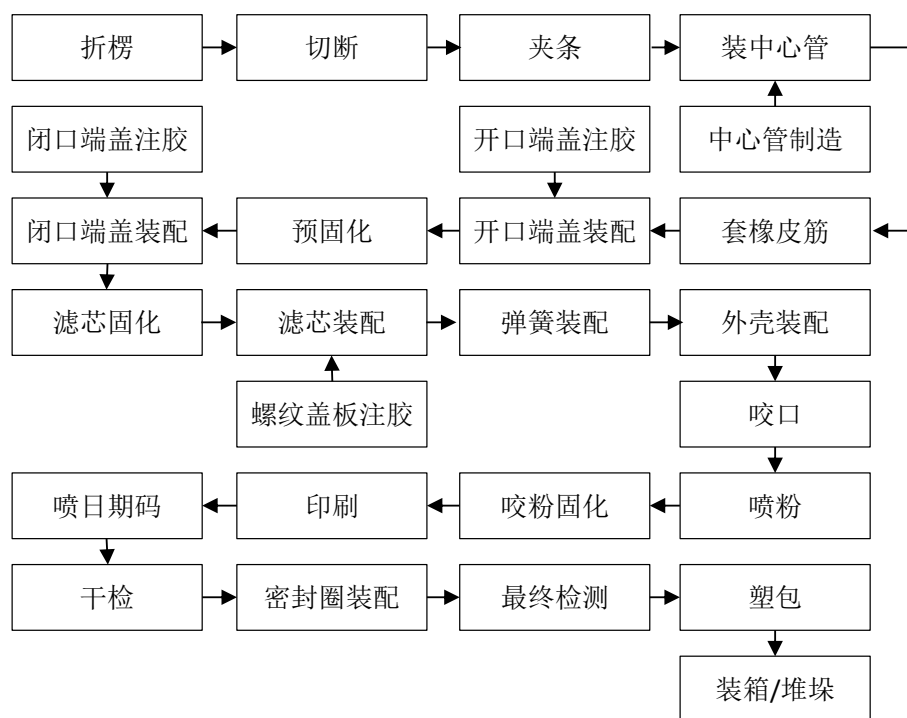 折楞
切断
夹条
装中心管
闭口端盖注胶
开口端盖注胶
中心管制造
闭口端盖装配
预固化
开口端盖装配
套橡皮筋
滤芯固化
滤芯装配
弹簧装配
外壳装配
螺纹盖板注胶
咬口
喷日期码
印刷
咬粉固化
喷粉
干检
密封圈装配
最终检测
塑包
装箱/堆垛